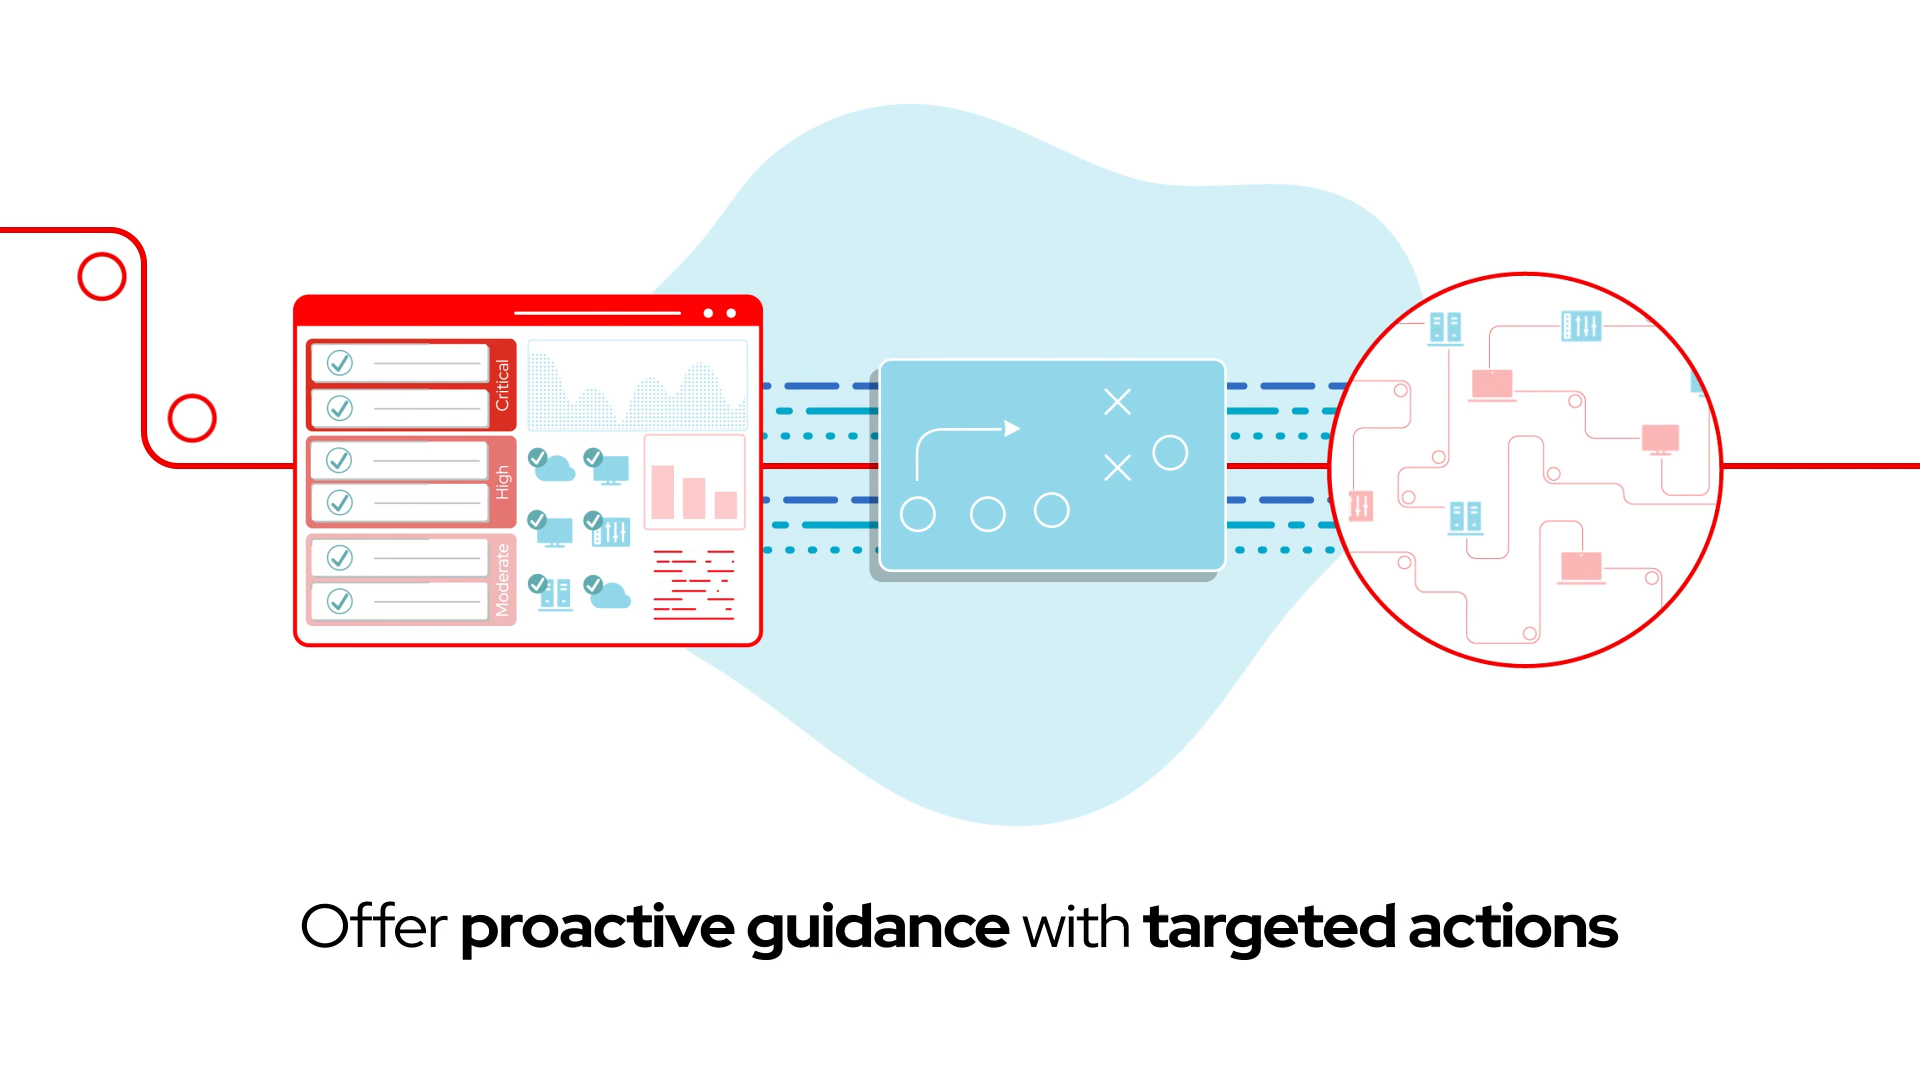 Critical
High
Moderate
Offer proactive guidance with targeted actions